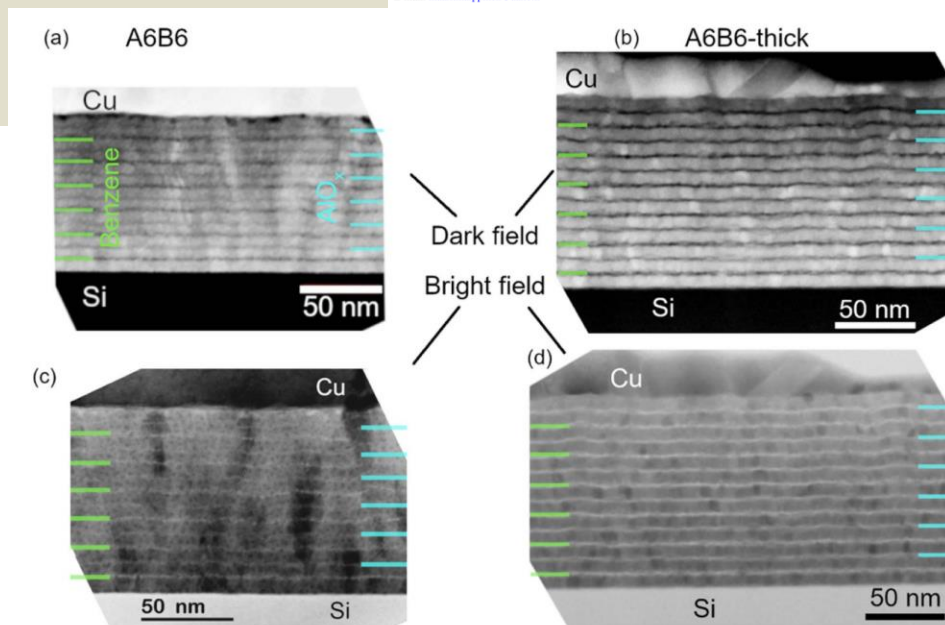 (a) A6B6
(b) A6B6-thick
Cu
Cu
Benzene
AlOx
Dark field
Bright field
Si
50 nm
Si
50 nm
(c)
Cu
(d)
Cu
50 nm
Si
Si
50 nm